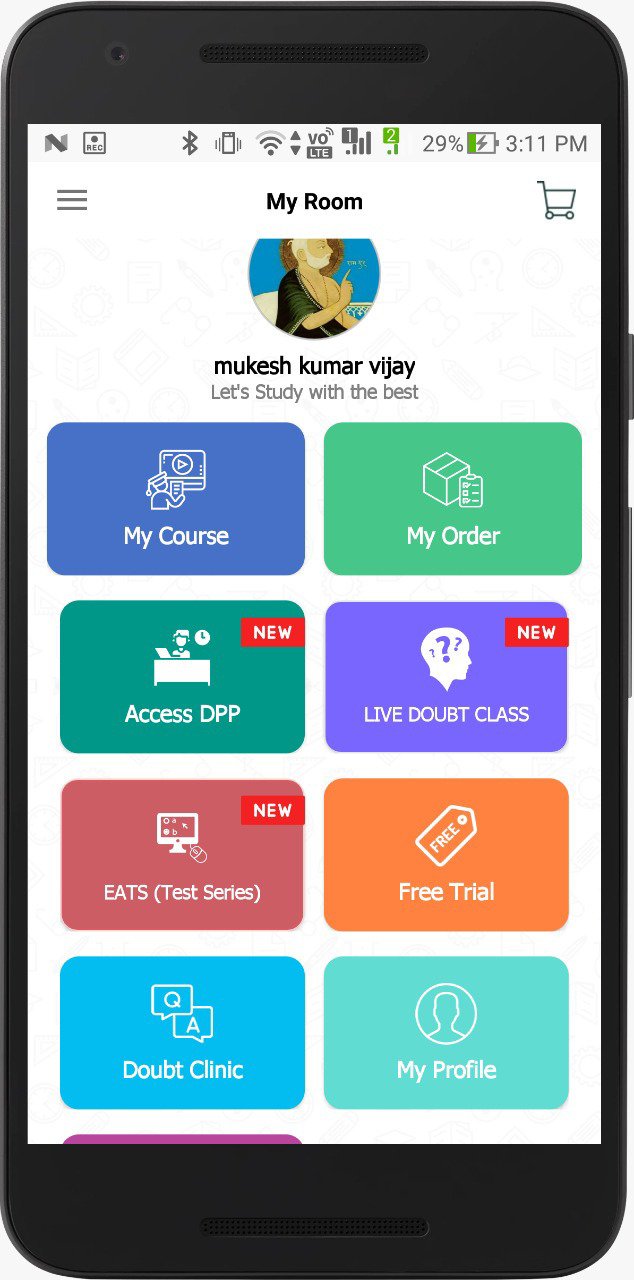 REC
VO
LTE
1
2
29%
3:11 PM
My Room
mukesh kumar vijay
Let's Study with the best
My Course
My Order
NEW
Access DPP
NEW
LIVE DOUBT CLASS
NEW
a
b
EATS (Test Series)
FREE
Free Trial
Q
A
Doubt Clinic
My Profile